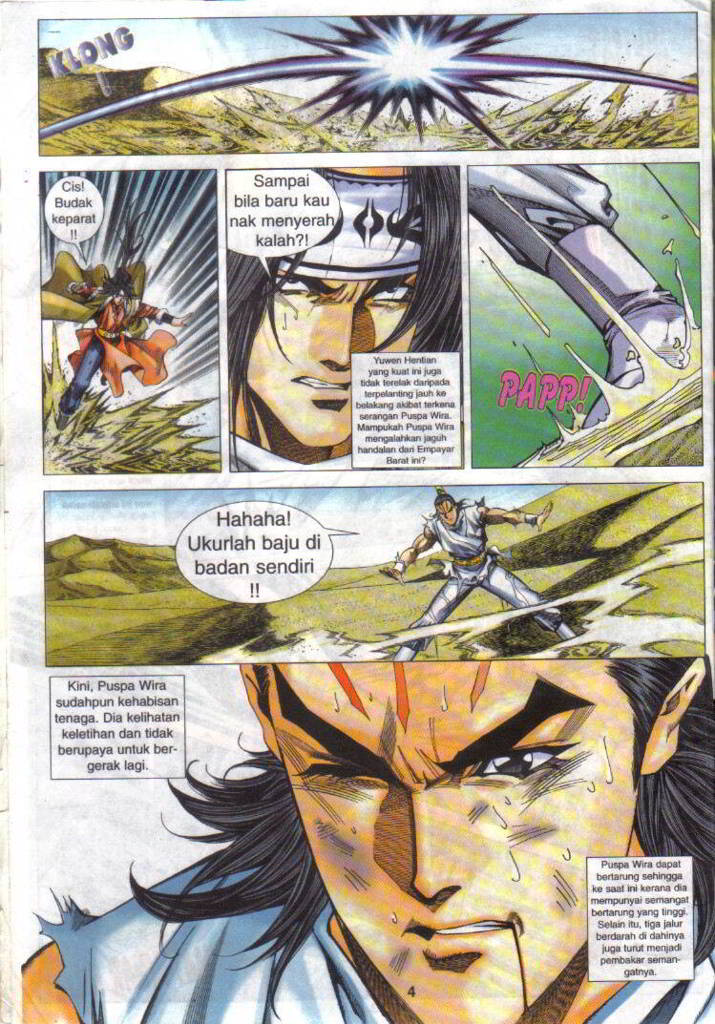 KLONG
!
Cis!
Budak
keparat
!!
Sampai
bila baru kau
nak menyerah
kalah?!
Yuwen Hentian
yang kuat ini juga
tidak terelak daripada
terpelanting jauh ke
belakang akibat terkena
serangan Puspa Wira.
Mampukah Puspa Wira
mengalahkan jaguh
handalan dari Empayar
Barat ini?
PAPP!
Hahaha!
Ukurlah baju di
badan sendiri
!!
Kini, Puspa Wira
sudahpun kehabisan
tenaga. Dia kelihatan
keletihan dan tidak
berupaya untuk ber-
gerak lagi.
Puspa Wira dapat
bertarung sehingga
ke saat ini kerana dia
mempunyai semangat
bertarung yang tinggi.
Selain itu, tiga jalur
berdarah di dahinya
juga turut menjadi
pembakar seman-
gatnya.
4